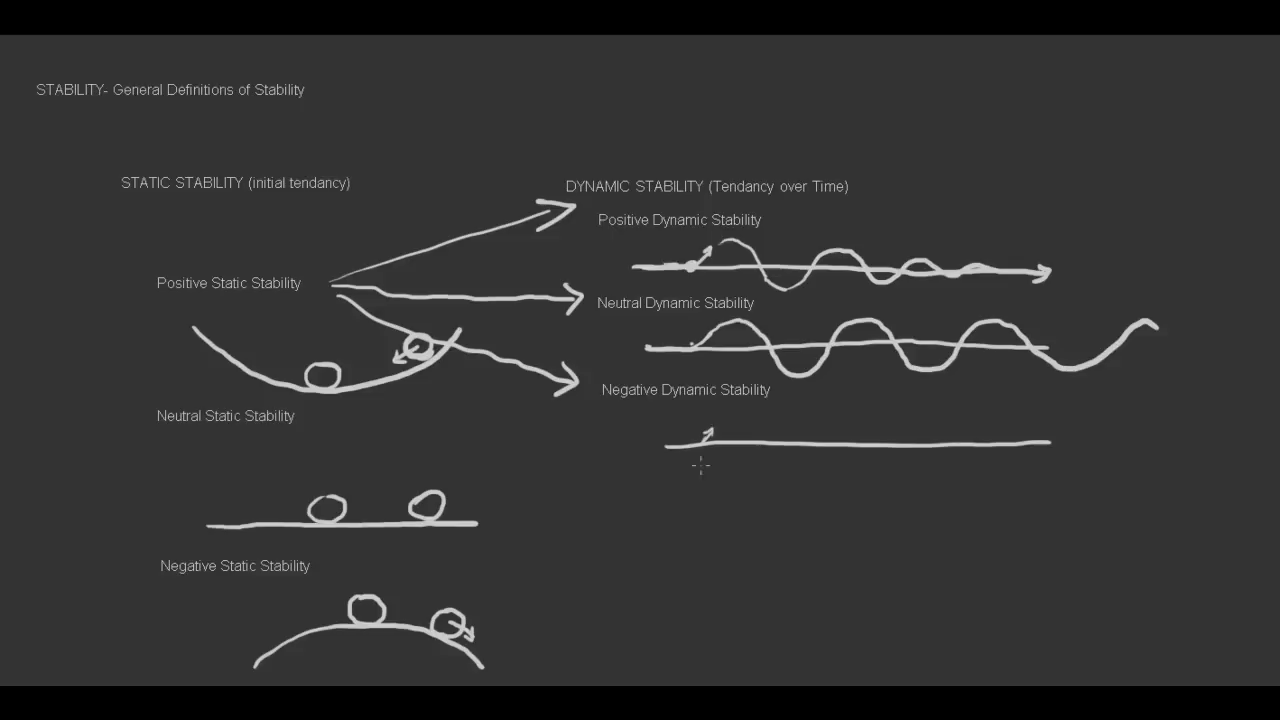 STABILITY- General Definitions of Stability
STATIC STABILITY (initial tendancy)
Positive Static Stability
Neutral Static Stability
Negative Static Stability
DYNAMIC STABILITY (Tendancy over Time)
Positive Dynamic Stability
Neutral Dynamic Stability
Negative Dynamic Stability